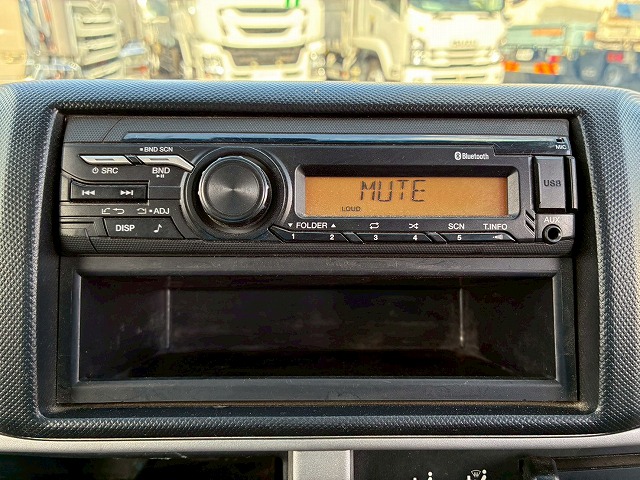 MIC
• BND SCN
Bluetooth
SRC
BND
USB
MUTE
LOUD
• ADJ
AUX
DISP
FOLDER
SCN
T.INFO
1 2 3 4 5